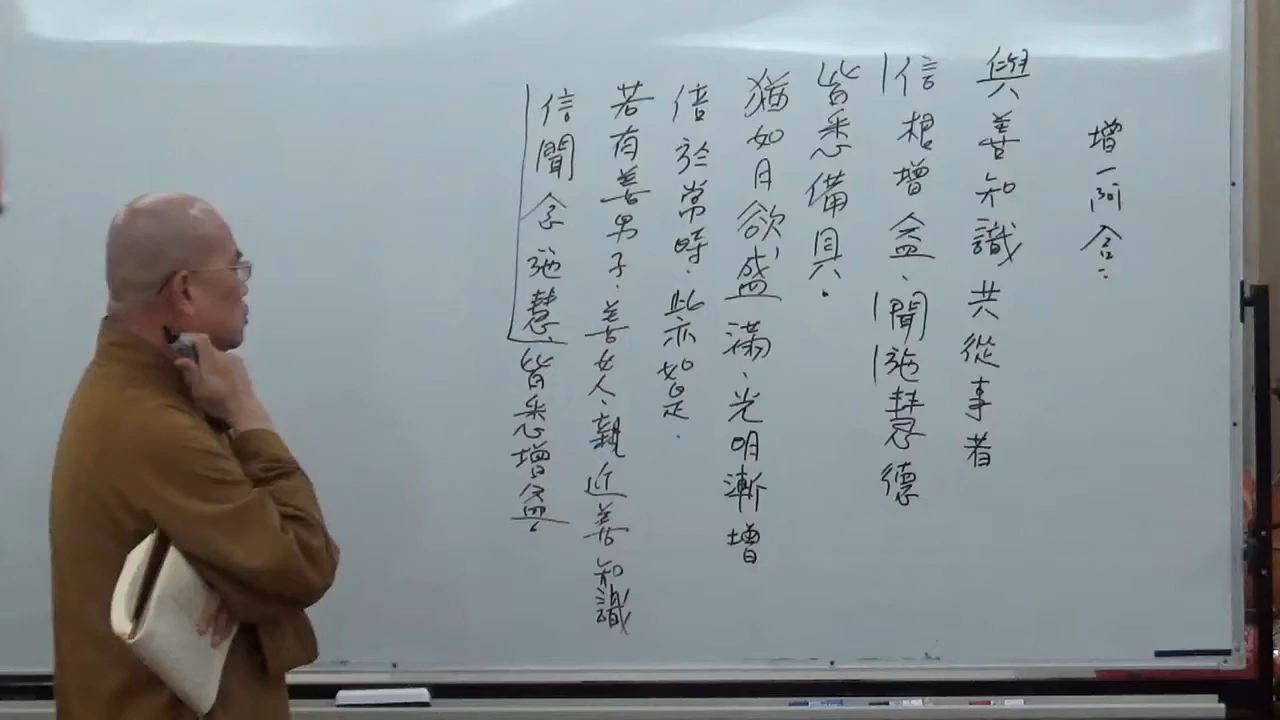 增一阿含:
與善知識共從事者
信根增益、聞施慧德
皆悉備具.
猶如月欲盛滿、光明漸增
倍於常時.此亦如是.
若有善男子.善女人.親近善知識
信聞念施慧、皆悉增益.